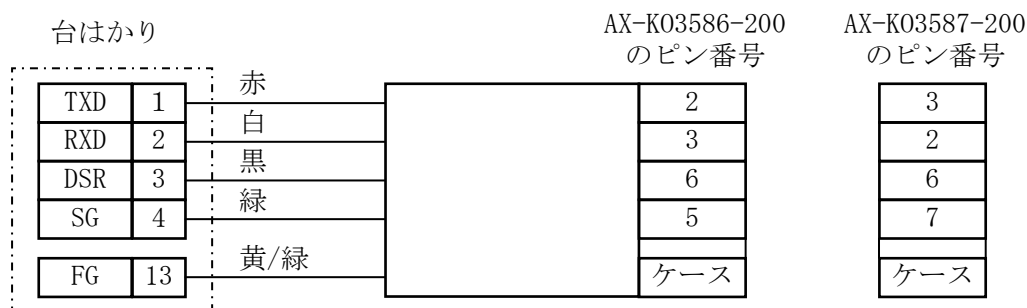 台はかり
AX-KO3586-200
のピン番号
AX-KO3587-200
のピン番号
TXD 1 赤 2 3
RXD 2 白 3 2
DSR 3 黒 6 6
SG 4 緑 5 7
FG 13 黄/緑 ケース ケース